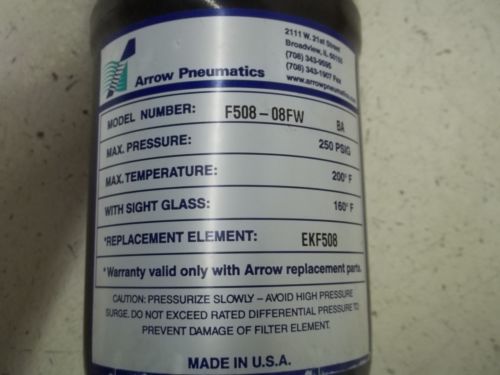 Arrow Pneumatics
2111 W. 21st Street
Broadview, IL 60155
(708) 343-9595
(708) 343-1907 Fax
www.arrowpneumatics.com
MODEL NUMBER: F508-08FW BA
MAX. PRESSURE: 250 PSIG
MAX. TEMPERATURE: 200° F
WITH SIGHT GLASS: 160° F
*REPLACEMENT ELEMENT: EKF508
*Warranty valid only with Arrow replacement parts.
CAUTION: PRESSURIZE SLOWLY – AVOID HIGH PRESSURE
SURGE. DO NOT EXCEED RATED DIFFERENTIAL PRESSURE TO
PREVENT DAMAGE OF FILTER ELEMENT.
MADE IN U.S.A.